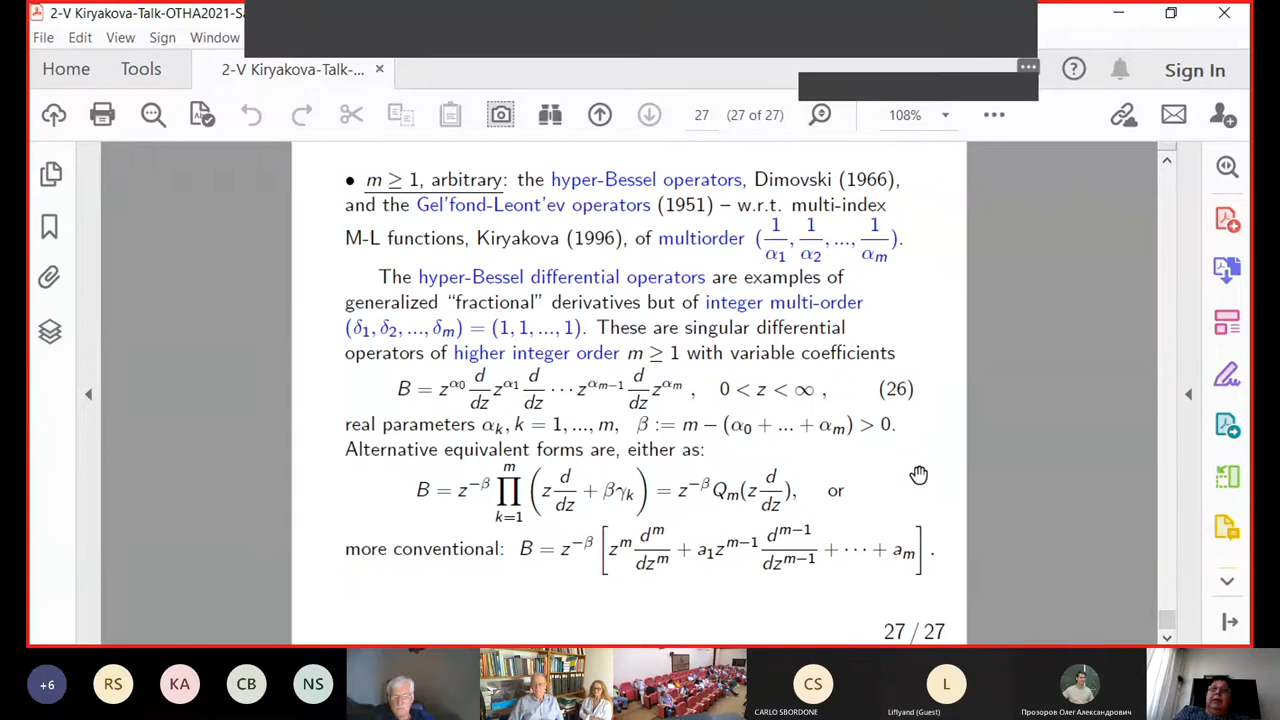 2-V Kiryakova-Talk-OTHA2021-S
File Edit View Sign Window
Home Tools 2-V Kiryakova-Talk-... × Sign In
27 (27 of 27) 108%
• m ≥ 1, arbitrary: the hyper-Bessel operators, Dimovski (1966),
and the Gel'fond-Leont'ev operators (1951) – w.r.t. multi-index
M-L functions, Kiryakova (1996), of multiorder (1/α₁, 1/α₂, ..., 1/αₘ).
The hyper-Bessel differential operators are examples of
generalized “fractional” derivatives but of integer multi-order
(δ₁, δ₂, ..., δₘ) = (1, 1, ..., 1). These are singular differential
operators of higher integer order m ≥ 1 with variable coefficients
B = z^{α₀} d/dz z^{α₁} d/dz ··· z^{αₘ₋₁} d/dz z^{αₘ} , 0 < z < ∞ , (26)
real parameters αₖ, k = 1, ..., m, β := m − (α₀ + ... + αₘ) > 0.
Alternative equivalent forms are, either as:
B = z^{−β} ∏_{k=1}^{m} (z d/dz + βγₖ) = z^{−β} Qₘ(z d/dz), or
more conventional: B = z^{−β} [z^m d^m/dz^m + a₁z^{m−1} d^{m−1}/dz^{m−1} + ··· + aₘ] .
27 / 27
+6 RS KA CB NS CS L
CARLO SBORDONE Liflyand (Guest) Прозоров Олег Александрович